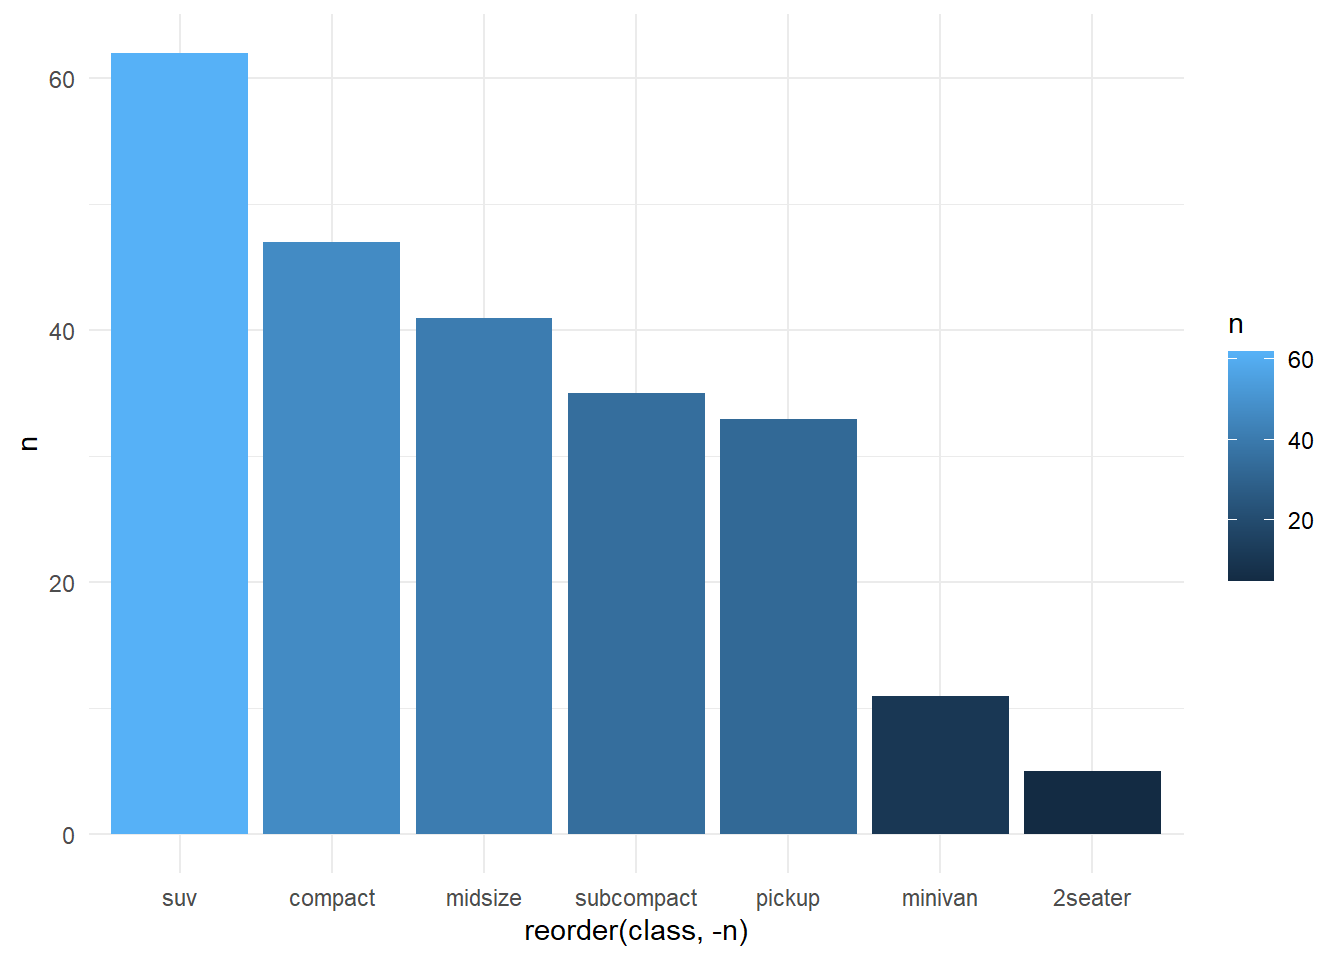 n
60
40
20
0
suv compact midsize subcompact pickup minivan 2seater
reorder(class, -n)
n
60
40
20